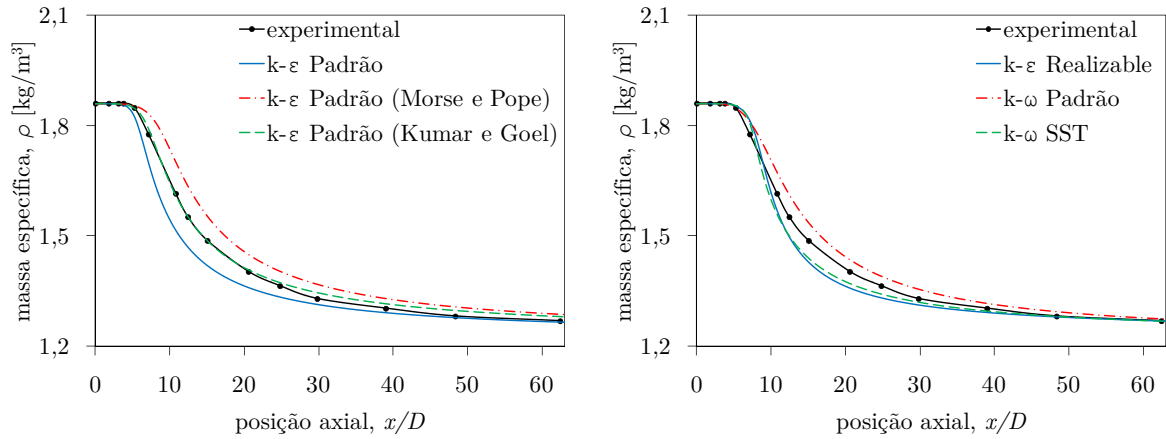 2,1
1,8
1,5
1,2
massa específica, ρ [kg/m³]
experimental
k-ε Padrão
k-ε Padrão (Morse e Pope)
k-ε Padrão (Kumar e Goel)
0 10 20 30 40 50 60
posição axial, x/D
2,1
1,8
1,5
1,2
massa específica, ρ [kg/m³]
experimental
k-ε Realizable
k-ω Padrão
k-ω SST
0 10 20 30 40 50 60
posição axial, x/D